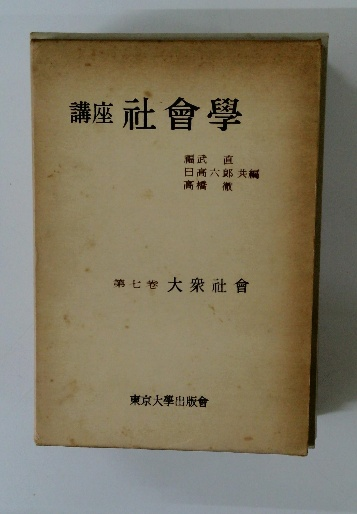 講座 社會學
福武 直
日高六郎 共編
高橋 徹
第七卷 大衆社會
東京大學出版會